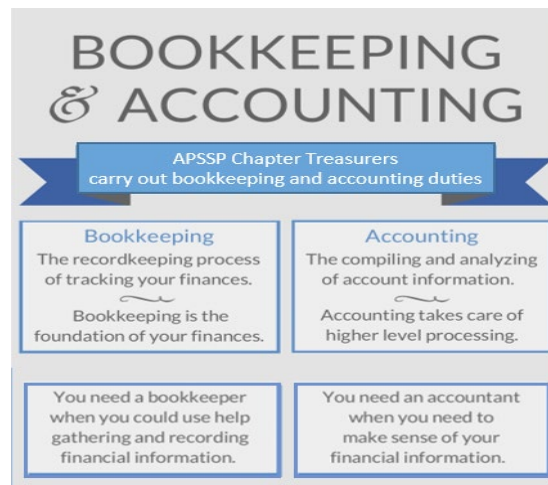 BOOKKEEPING
& ACCOUNTING
APSSP Chapter Treasurers
carry out bookkeeping and accounting duties
Bookkeeping
The recordkeeping process
of tracking your finances.
Bookkeeping is the
foundation of your finances.
Accounting
The compiling and analyzing
of account information.
Accounting takes care of
higher level processing.
You need a bookkeeper
when you could use help
gathering and recording
financial information.
You need an accountant
when you need to
make sense of your
financial information.